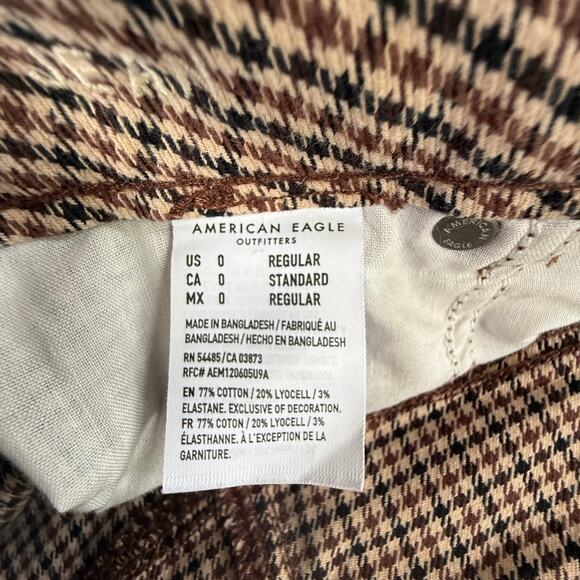 AMERICAN EAGLE
OUTFITTERS
US 0 REGULAR
CA 0 STANDARD
MX 0 REGULAR
MADE IN BANGLADESH / FABRIQUÉ AU
BANGLADESH / HECHO EN BANGLADESH
RN 54485 / CA 03873
RFC# AEM120605U9A
EN 77% COTTON / 20% LYOCELL / 3%
ELASTANE. EXCLUSIVE OF DECORATION.
FR 77% COTON / 20% LYOCELL / 3%
ÉLASTHANNE. À L'EXCEPTION DE LA
GARNITURE.
AMERICAN
EAGLE